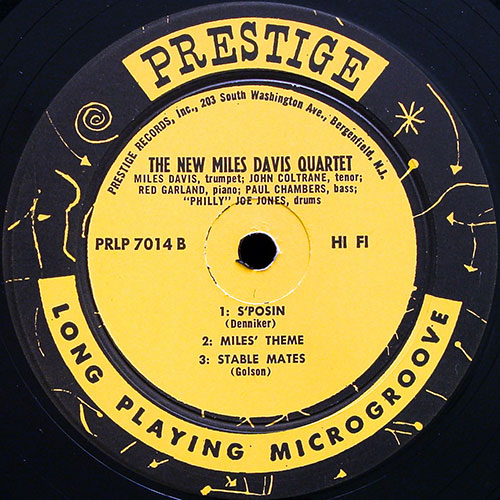 PRESTIGE
PRESTIGE RECORDS, Inc., 203 South Washington Ave., Bergenfield, N.J.
THE NEW MILES DAVIS QUARTET
MILES DAVIS, trumpet; JOHN COLTRANE, tenor;
RED GARLAND, piano; PAUL CHAMBERS, bass;
"PHILLY" JOE JONES, drums
PRLP 7014 B HI FI
1: S'POSIN
(Denniker)
2: MILES' THEME
3: STABLE MATES
(Golson)
LONG PLAYING MICROGROOVE